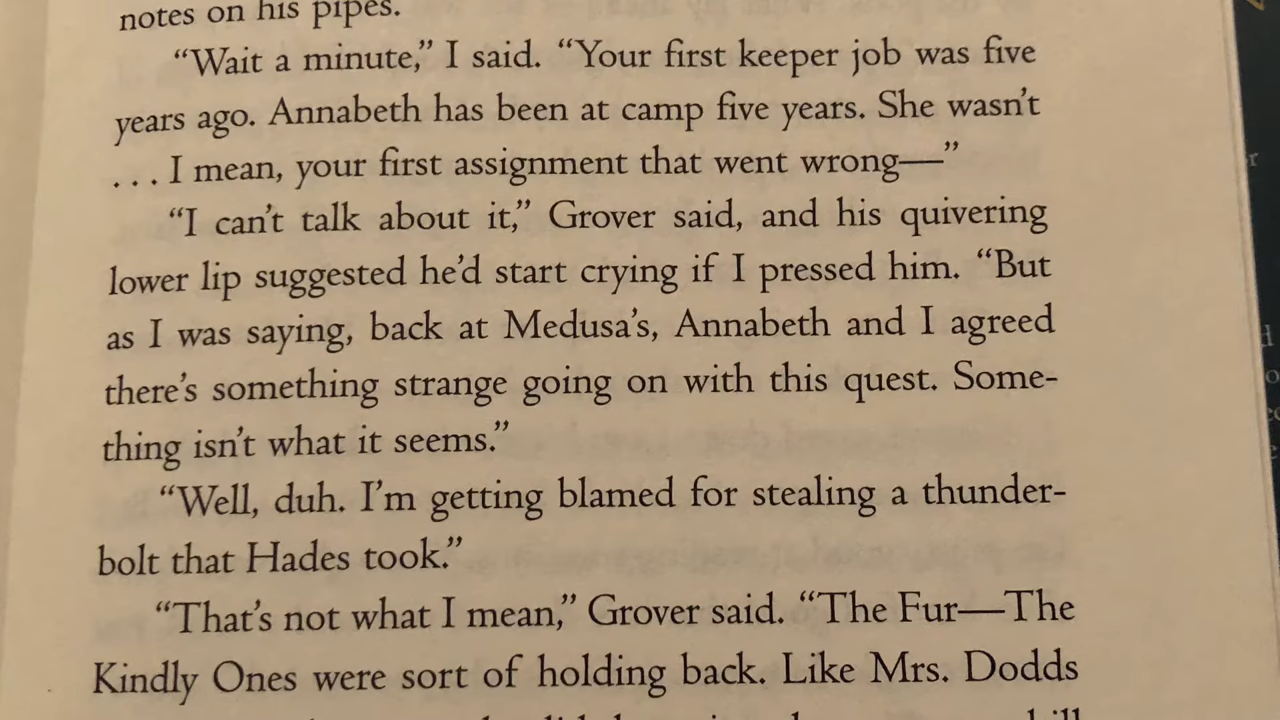 notes on his pipes.
“Wait a minute,” I said. “Your first keeper job was five
years ago. Annabeth has been at camp five years. She wasn’t
. . . I mean, your first assignment that went wrong—”
“I can’t talk about it,” Grover said, and his quivering
lower lip suggested he’d start crying if I pressed him. “But
as I was saying, back at Medusa’s, Annabeth and I agreed
there’s something strange going on with this quest. Some-
thing isn’t what it seems.”
“Well, duh. I’m getting blamed for stealing a thunder-
bolt that Hades took.”
“That’s not what I mean,” Grover said. “The Fur—The
Kindly Ones were sort of holding back. Like Mrs. Dodds